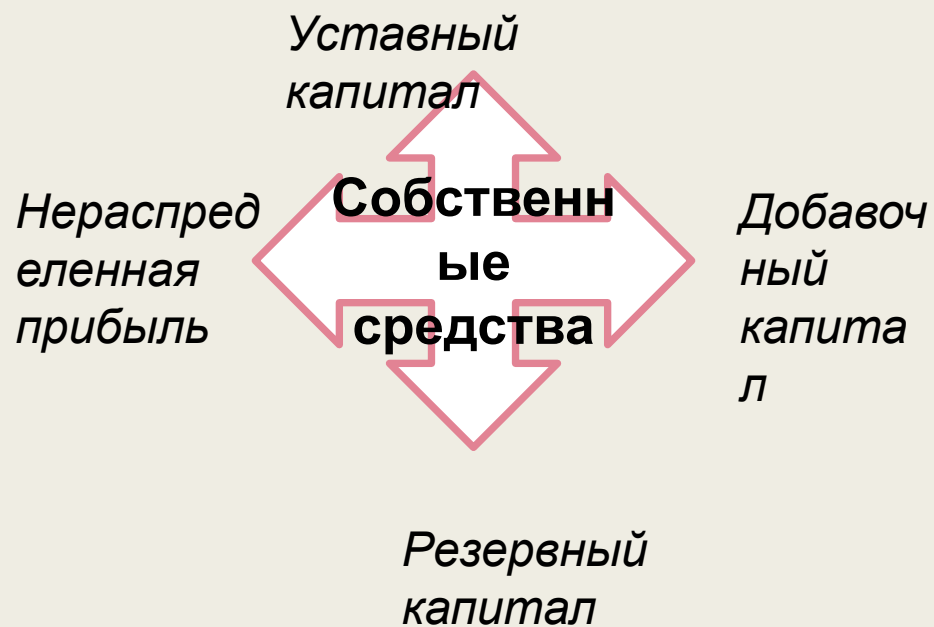 Уставный
капитал
Нераспред
еленная
прибыль
Собственн
ые
средства
Добавоч
ный
капита
л
Резервный
капитал